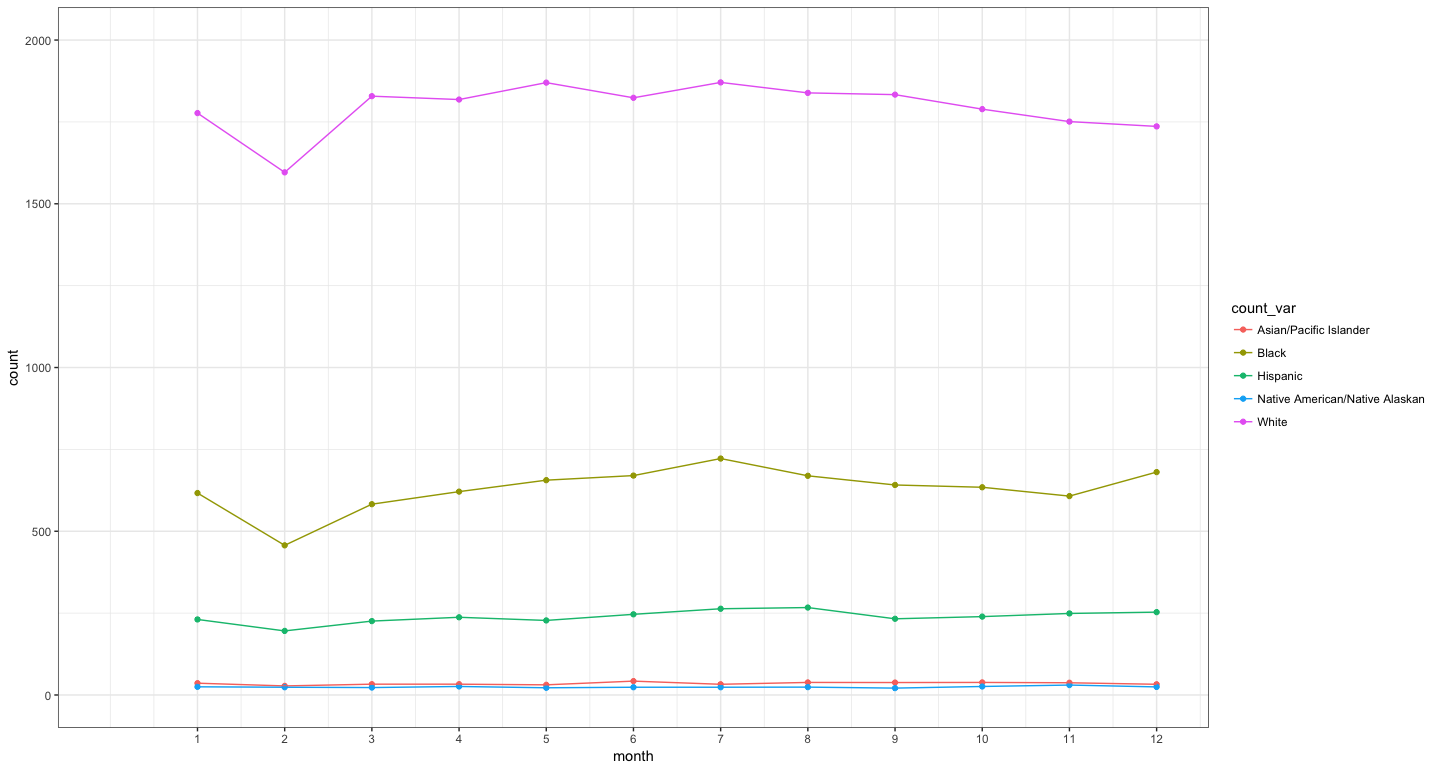 2000
1500
1000
500
0
count
1 2 3 4 5 6 7 8 9 10 11 12
month
count_var
Asian/Pacific Islander
Black
Hispanic
Native American/Native Alaskan
White